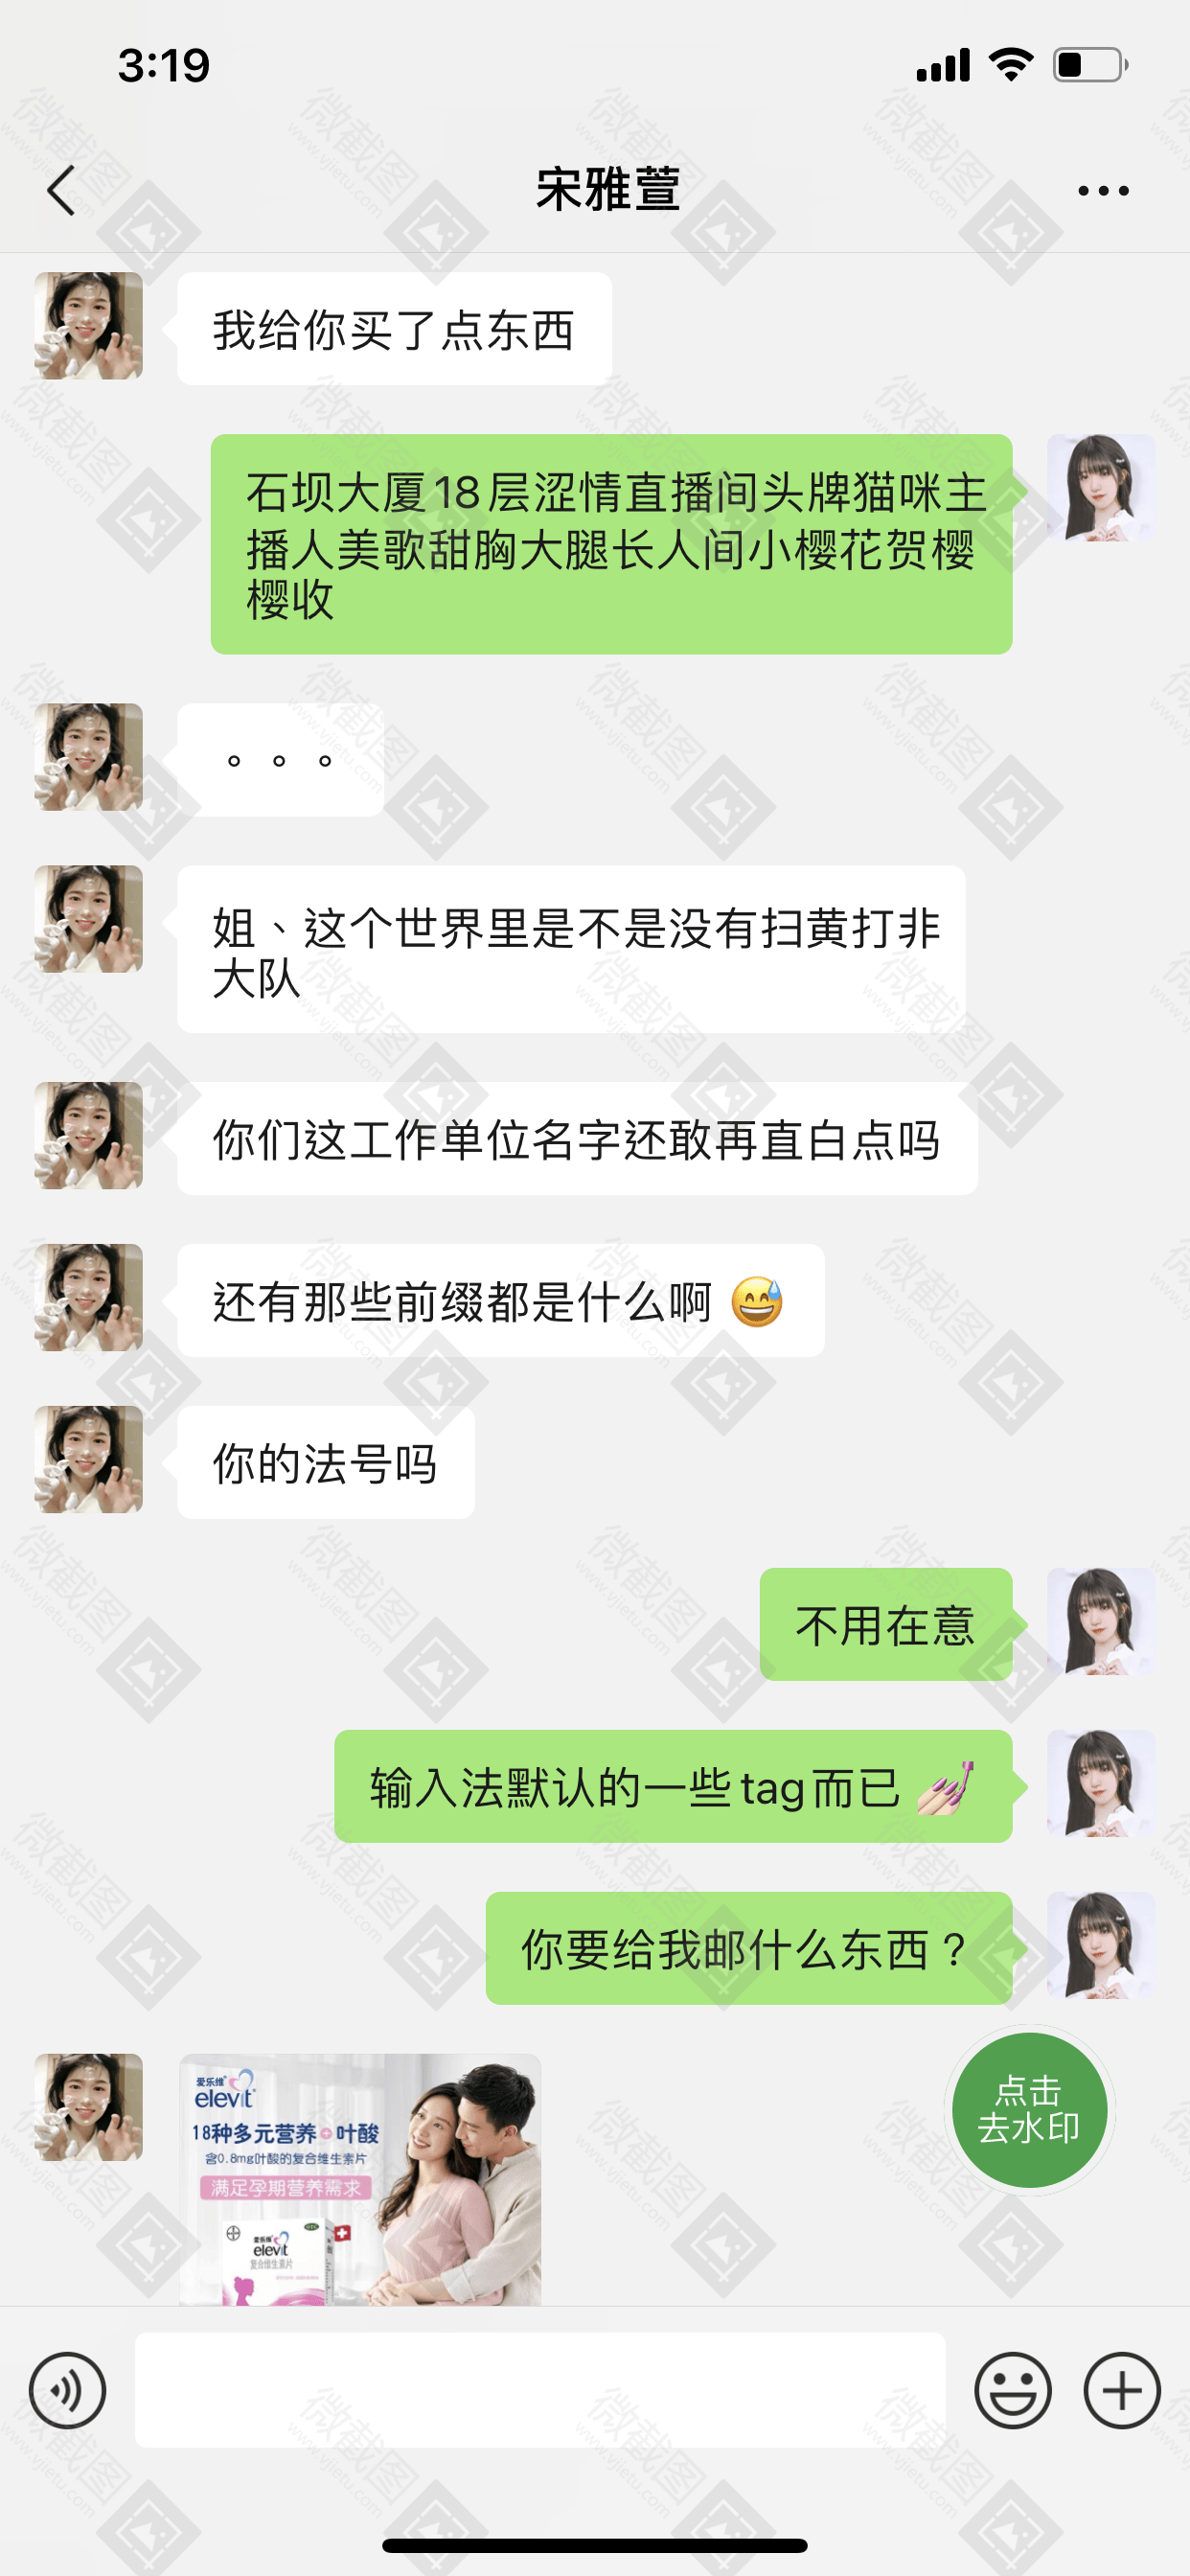 3:19
宋雅萱
我给你买了点东西
石坝大厦18层涩情直播间头牌猫咪主
播人美歌甜胸大腿长人间小樱花贺樱
樱收
。。。
姐、这个世界里是不是没有扫黄打非
大队
你们这工作单位名字还敢再直白点吗
还有那些前缀都是什么啊 😅
你的法号吗
不用在意
输入法默认的一些tag而已 💅
你要给我邮什么东西？
爱乐维
elevit
18种多元营养+叶酸
含0.8mg叶酸的复合维生素片
满足孕期营养需求
爱乐维
elevit
复合维生素片
点击
去水印
微截图
www.vjietu.com